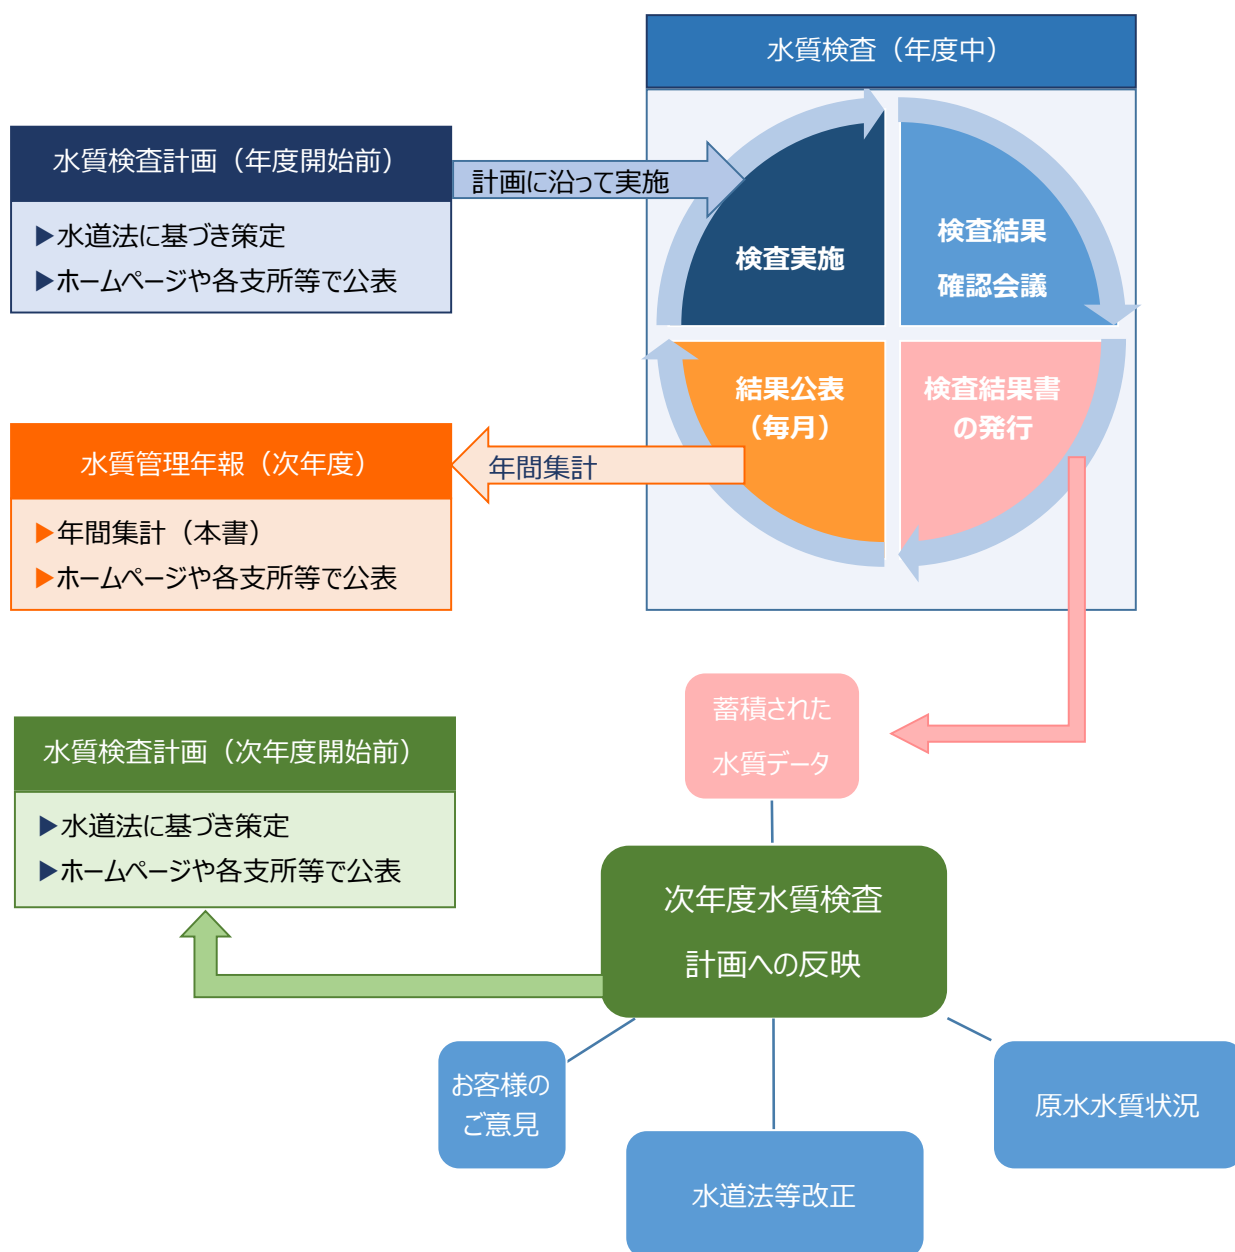 水質検査（年度中）
水質検査計画（年度開始前）
▶水道法に基づき策定
▶ホームページや各支所等で公表
計画に沿って実施
検査実施
検査結果
確認会議
結果公表
（毎月）
検査結果書
の発行
水質管理年報（次年度）
▶年間集計（本書）
▶ホームページや各支所等で公表
年間集計
蓄積された
水質データ
水質検査計画（次年度開始前）
▶水道法に基づき策定
▶ホームページや各支所等で公表
次年度水質検査
計画への反映
お客様の
ご意見
水道法等改正
原水水質状況